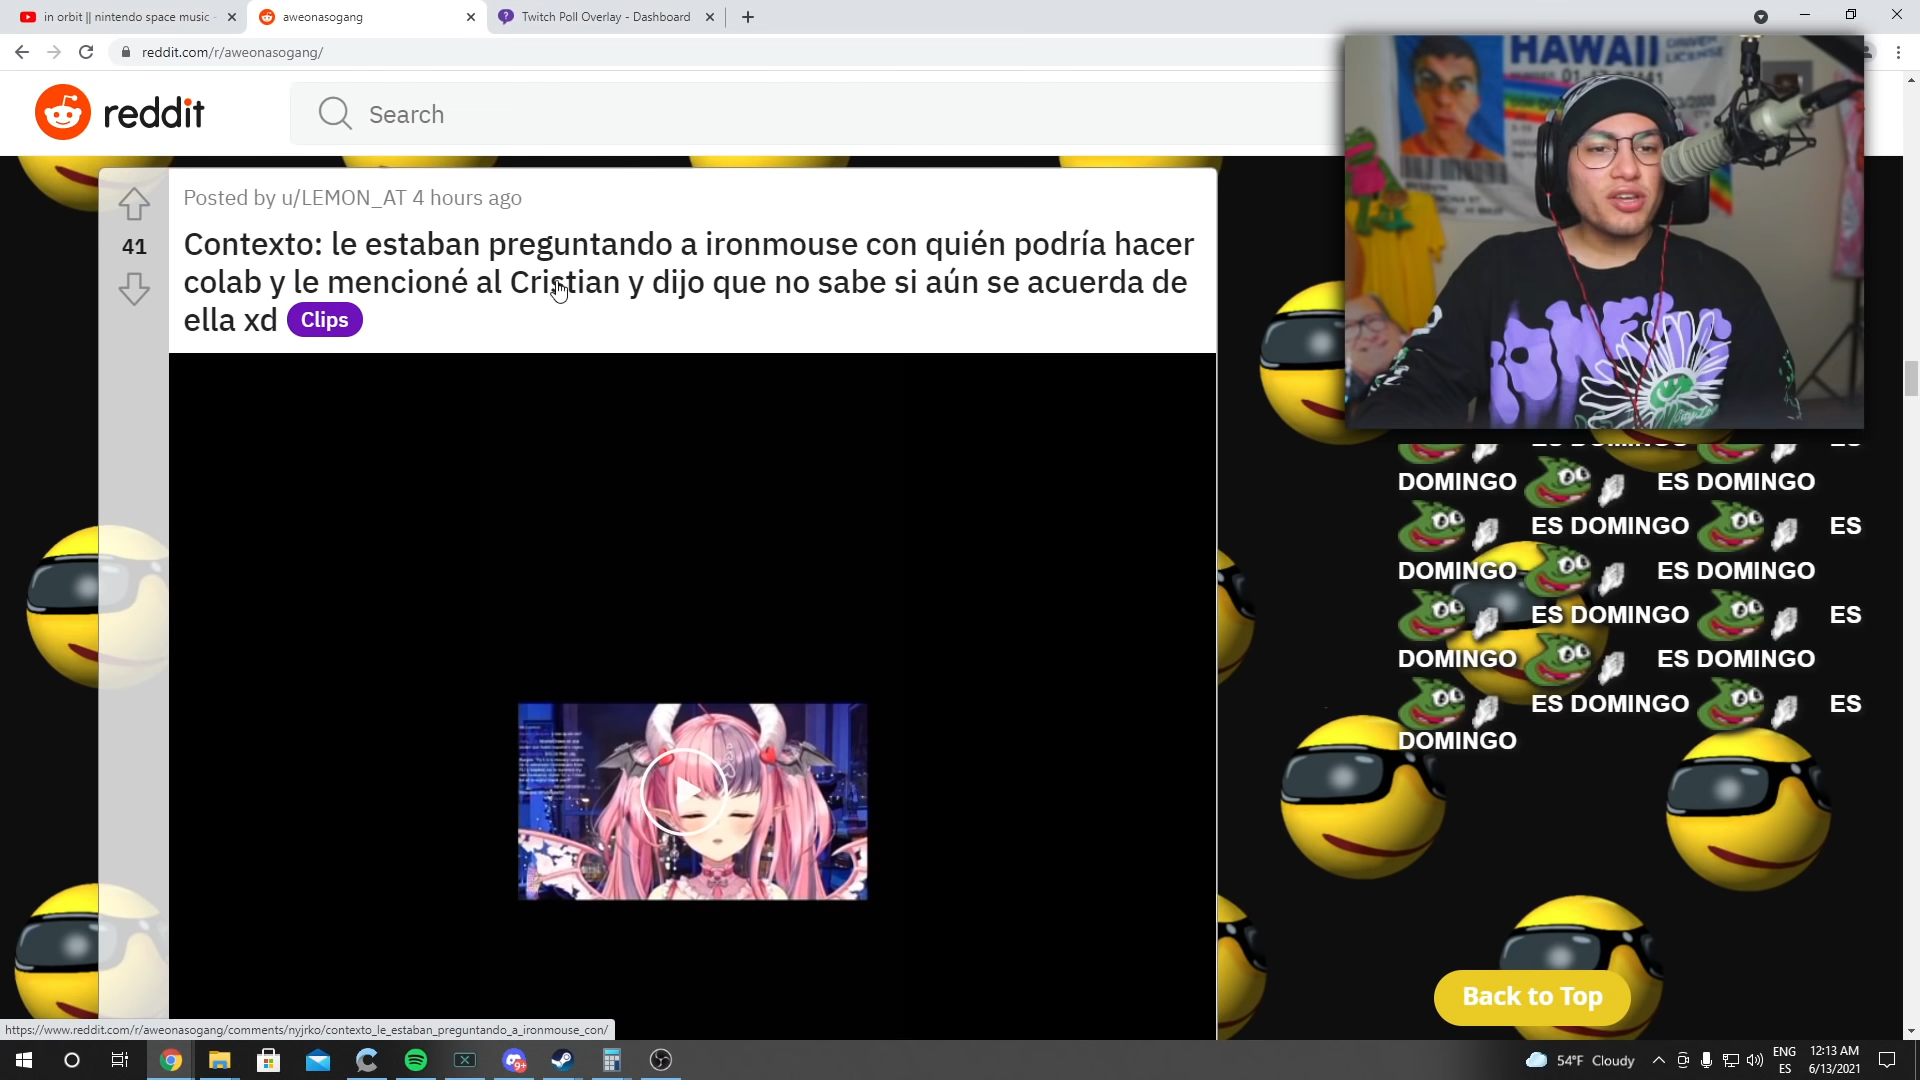 in orbit || nintendo space music -
aweonasogang
Twitch Poll Overlay - Dashboard
reddit.com/r/aweonasogang/
HAWAII
reddit
Search
Posted by u/LEMON_AT 4 hours ago
41
Contexto: le estaban preguntando a ironmouse con quién podría hacer
colab y le mencioné al Cristian y dijo que no sabe si aún se acuerda de
ella xd Clips
DOMINGO ES DOMINGO
ES DOMINGO ES
DOMINGO ES DOMINGO
ES DOMINGO ES
DOMINGO ES DOMINGO
ES DOMINGO ES
DOMINGO
Back to Top
https://www.reddit.com/r/aweonasogang/comments/nyjrko/contexto_le_estaban_preguntando_a_ironmouse_con/
9+
54°F Cloudy
ENG
ES
12:13 AM
6/13/2021